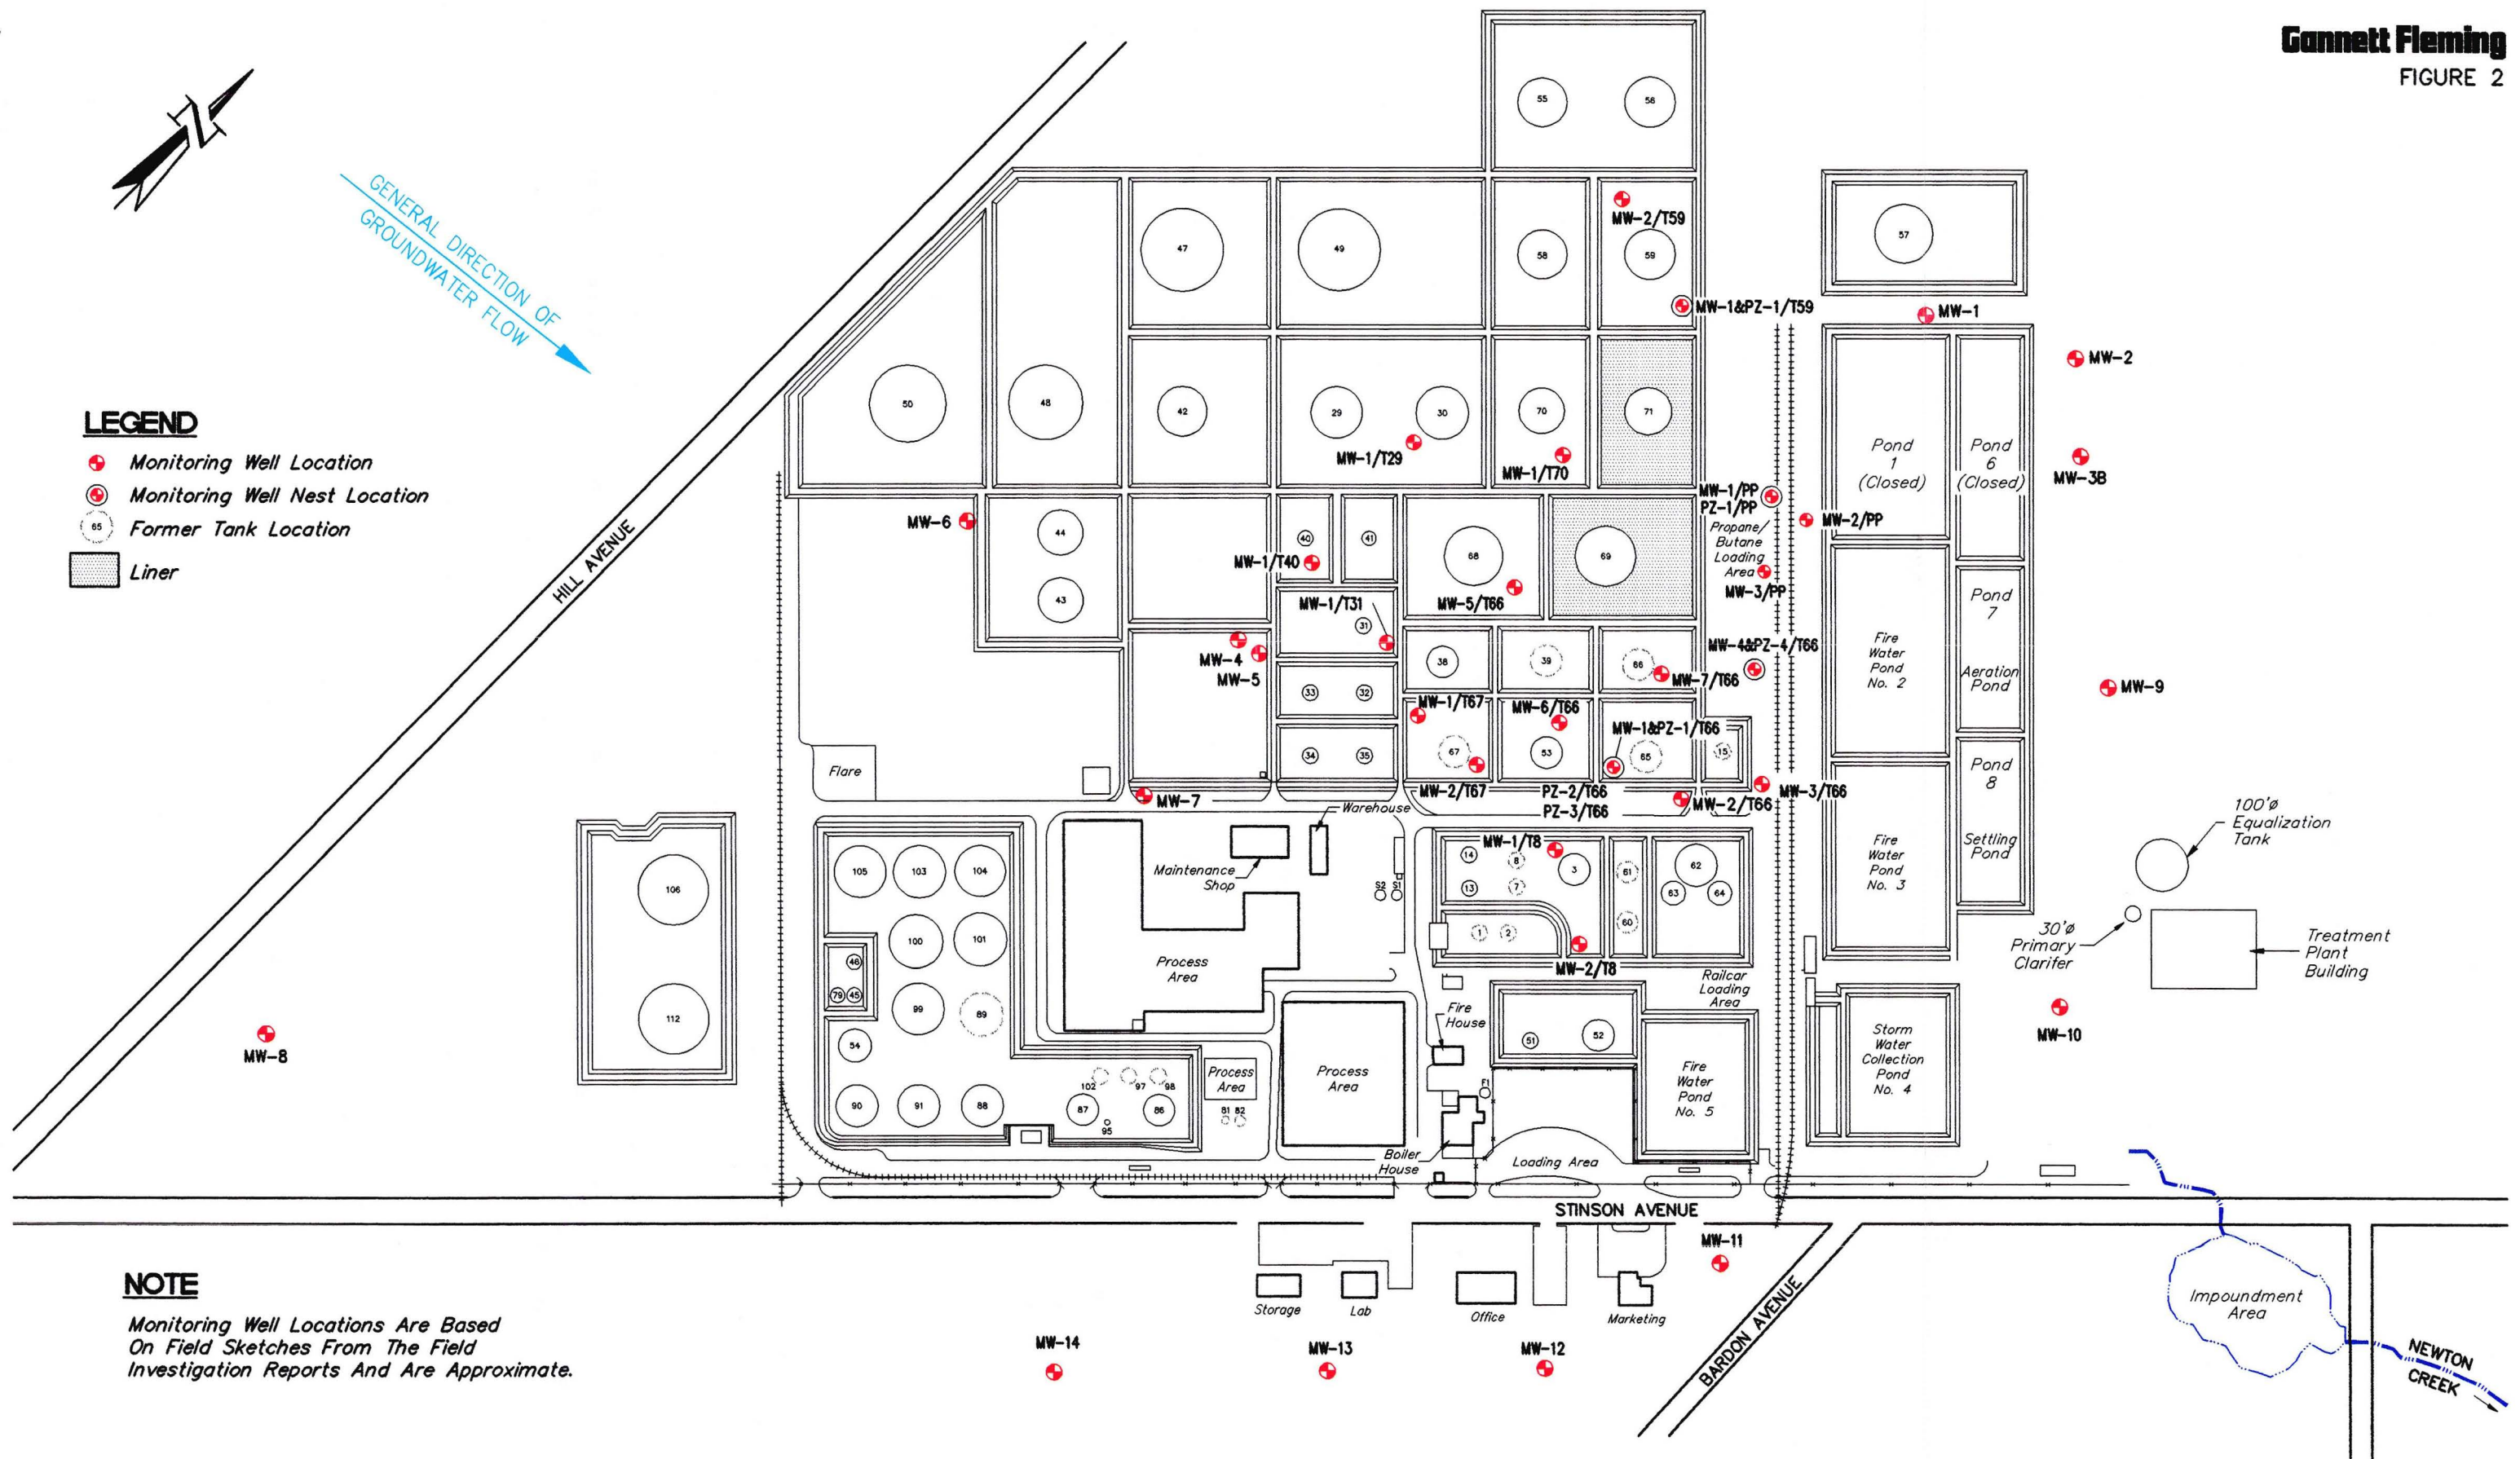 Gannett Fleming
FIGURE 2
GENERAL DIRECTION OF
GROUNDWATER FLOW
N
LEGEND
Monitoring Well Location
Monitoring Well Nest Location
65
Former Tank Location
Liner
HILL AVENUE
55
56
47
49
58
MW-2/T59
59
57
MW-1&PZ-1/T59
MW-1
MW-2
50
48
42
29
30
70
71
MW-1/T29
MW-1/T70
Pond
1
(Closed)
Pond
6
(Closed)
MW-3B
MW-1/PP
PZ-1/PP
Propane/
Butane
Loading
Area
MW-2/PP
MW-3/PP
MW-6
44
43
40
41
MW-1/T40
68
69
MW-5/T66
MW-1/T31
31
Pond
7
Aeration
Pond
Fire
Water
Pond
No. 2
MW-4
MW-5
38
39
66
MW-4&PZ-4/T66
MW-7/T66
MW-9
33
32
MW-1/T67
MW-6/T66
MW-1&PZ-1/T66
34
35
67
53
65
15
Flare
MW-7
MW-2/T67
PZ-2/T66
PZ-3/T66
MW-2/T66
MW-3/T66
Pond
8
Settling
Pond
Fire
Water
Pond
No. 3
100'ø
Equalization
Tank
30'ø
Primary
Clarifer
Treatment
Plant
Building
Warehouse
Maintenance
Shop
S2
S1
Process
Area
MW-1/T8
14
8
3
13
7
1
2
61
60
62
63
64
MW-2/T8
Railcar
Loading
Area
106
112
MW-8
105
103
104
100
101
46
79
45
99
89
54
90
91
88
102
97
98
87
86
95
Process
Area
81
82
Process
Area
Fire
House
51
52
F1
Fire
Water
Pond
No. 5
Storm
Water
Collection
Pond
No. 4
MW-10
Boiler
House
Loading Area
STINSON AVENUE
MW-11
Storage
Lab
Office
Marketing
BARDON AVENUE
MW-14
MW-13
MW-12
Impoundment
Area
NEWTON
CREEK
NOTE
Monitoring Well Locations Are Based
On Field Sketches From The Field
Investigation Reports And Are Approximate.